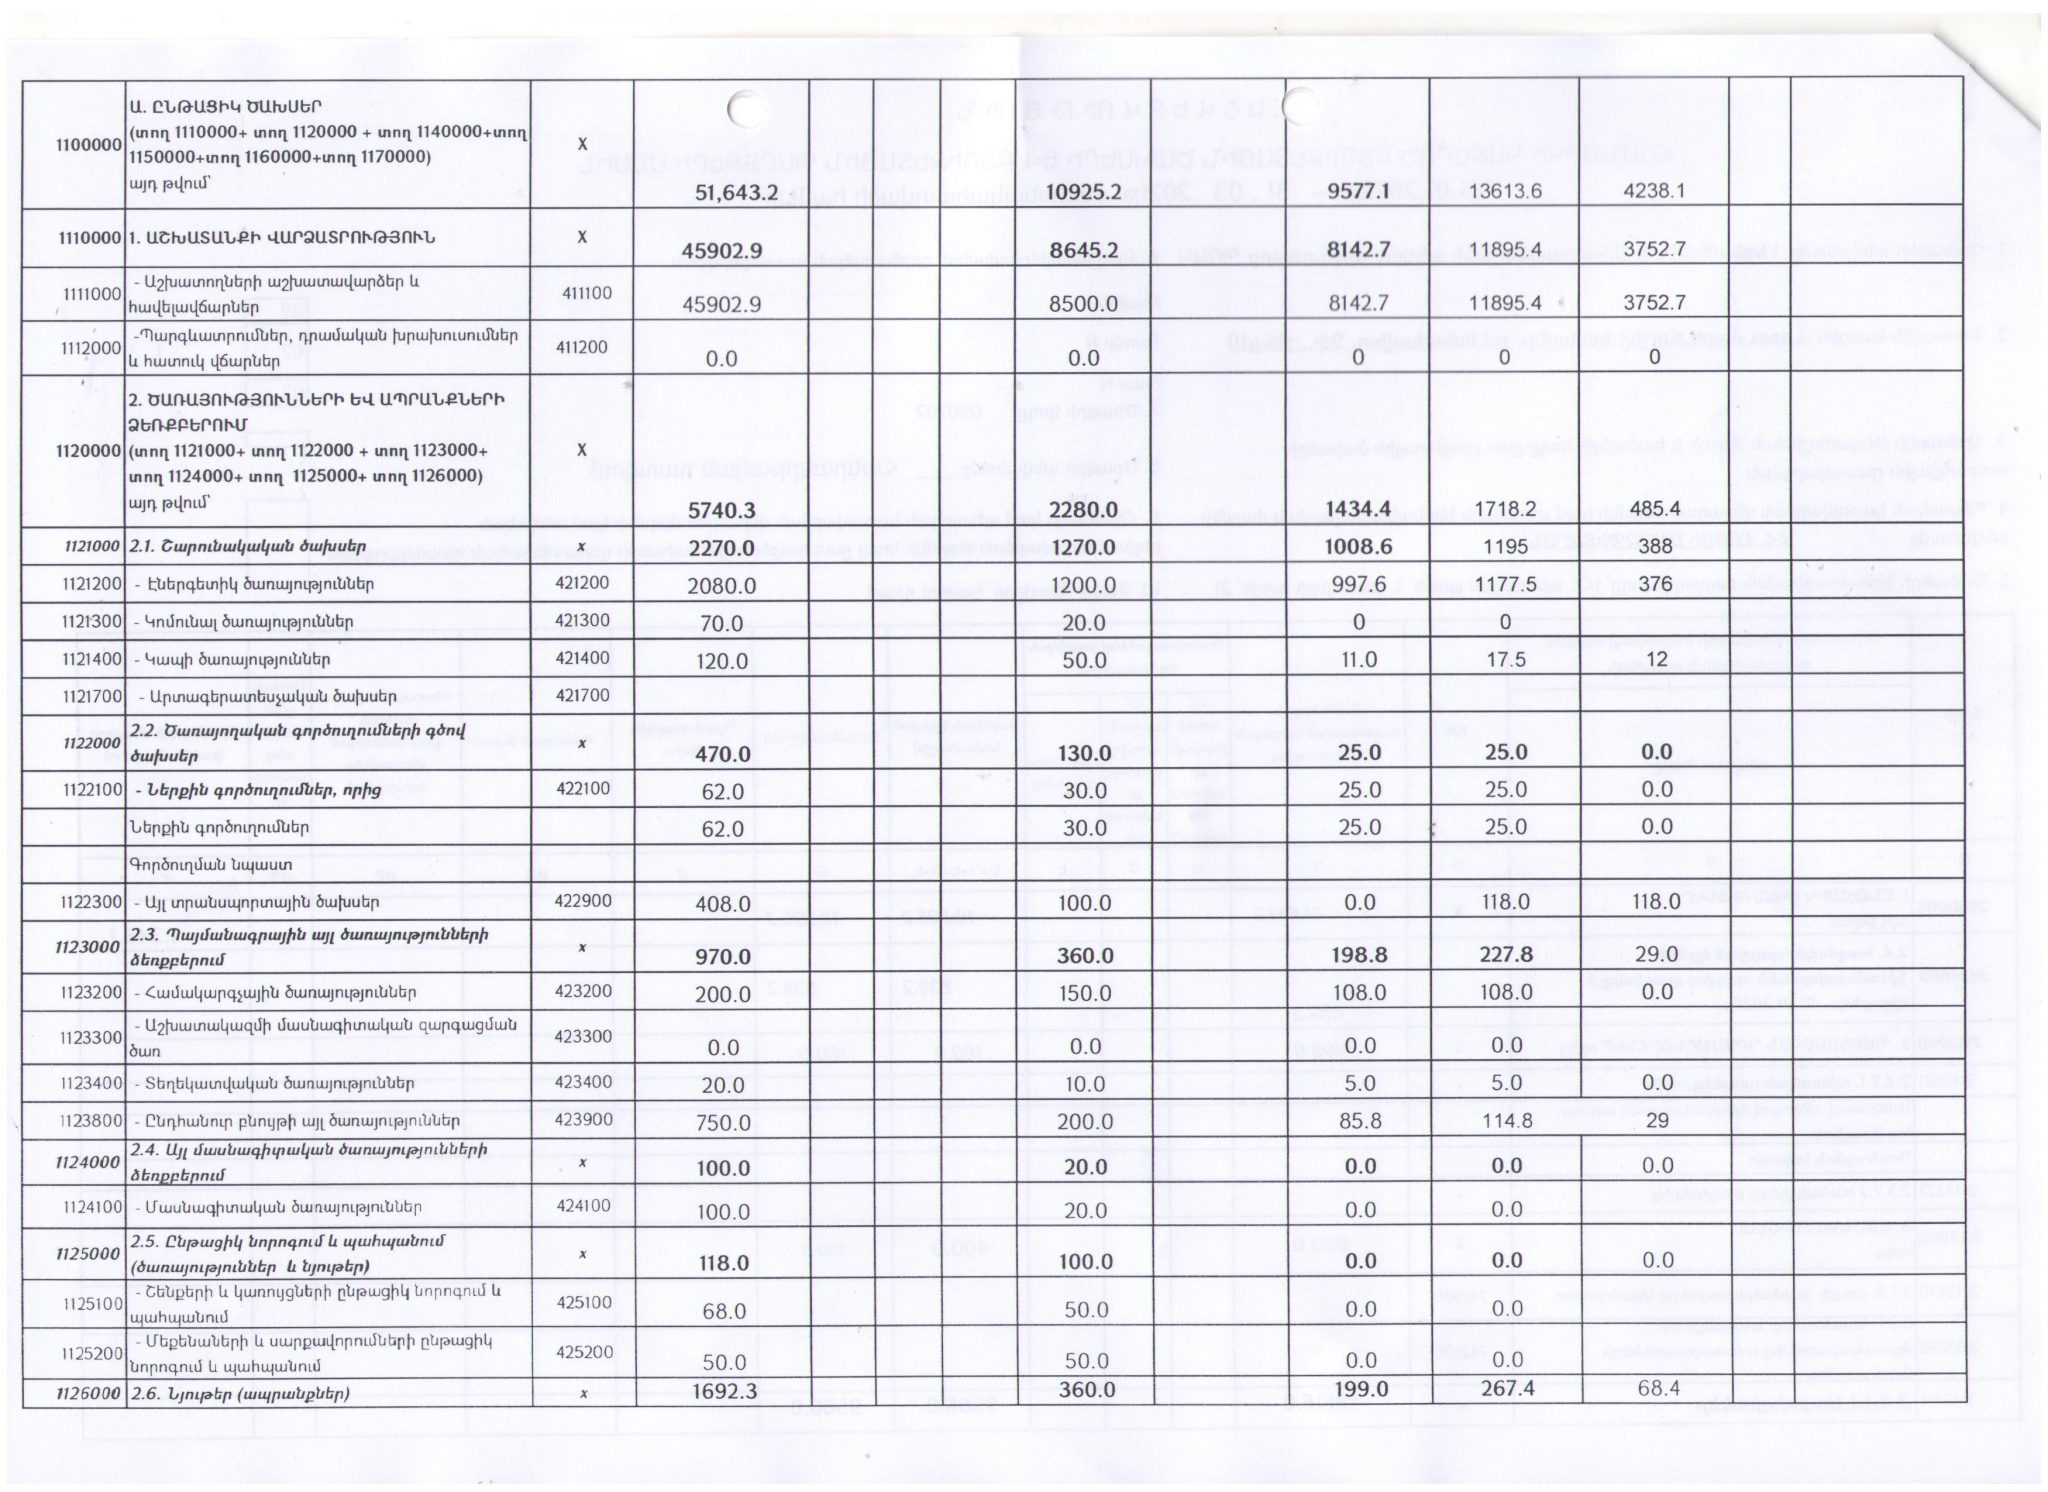 Ա. ԸՆԹԱՑԻԿ ԾԱԽՍԵՐ
(տող 1110000+ տող 1120000 + տող 1140000+տող
1100000 1150000+տող 1160000+տող 1170000) X
այդ թվում՝ 51,643.2 10925.2 9577.1 13613.6 4238.1
1110000 1. ԱՇԽԱՏԱՆՔԻ ՎԱՐՁԱՏՐՈՒԹՅՈՒՆ X 45902.9 8645.2 8142.7 11895.4 3752.7
- Աշխատողների աշխատավարձեր և
1111000 հավելավճարներ 411100 45902.9 8500.0 8142.7 11895.4 3752.7
-Պարգևատրումներ, դրամական խրախուսումներ
1112000 և հատուկ վճարներ 411200 0.0 0.0 0 0 0
2. ԾԱՌԱՅՈՒԹՅՈՒՆՆԵՐԻ ԵՎ ԱՊՐԱՆՔՆԵՐԻ
ՁԵՌՔԲԵՐՈՒՄ
1120000 (տող 1121000+ տող 1122000 + տող 1123000+ X
տող 1124000+ տող 1125000+ տող 1126000)
այդ թվում՝ 5740.3 2280.0 1434.4 1718.2 485.4
1121000 2.1. Շարունակական ծախսեր x 2270.0 1270.0 1008.6 1195 388
1121200 - Էներգետիկ ծառայություններ 421200 2080.0 1200.0 997.6 1177.5 376
1121300 - Կոմունալ ծառայություններ 421300 70.0 20.0 0 0
1121400 - Կապի ծառայություններ 421400 120.0 50.0 11.0 17.5 12
1121700 - Արտագերատեսչական ծախսեր 421700
2.2. Ծառայողական գործուղումների գծով
1122000 ծախսեր x 470.0 130.0 25.0 25.0 0.0
1122100 - Ներքին գործուղումներ, որից 422100 62.0 30.0 25.0 25.0 0.0
Ներքին գործուղումներ 62.0 30.0 25.0 25.0 0.0
Գործուղման նպաստ
1122300 - Այլ տրանսպորտային ծախսեր 422900 408.0 100.0 0.0 118.0 118.0
2.3. Պայմանագրային այլ ծառայությունների
1123000 ձեռքբերում x 970.0 360.0 198.8 227.8 29.0
1123200 - Համակարգչային ծառայություններ 423200 200.0 150.0 108.0 108.0 0.0
- Աշխատակազմի մասնագիտական զարգացման
1123300 ծառ 423300 0.0 0.0 0.0 0.0
1123400 - Տեղեկատվական ծառայություններ 423400 20.0 10.0 5.0 5.0 0.0
1123800 - Ընդհանուր բնույթի այլ ծառայություններ 423900 750.0 200.0 85.8 114.8 29
2.4. Այլ մասնագիտական ծառայությունների
1124000 ձեռքբերում x 100.0 20.0 0.0 0.0 0.0
1124100 - Մասնագիտական ծառայություններ 424100 100.0 20.0 0.0 0.0
2.5. Ընթացիկ նորոգում և պահպանում
1125000 (ծառայություններ և նյութեր) x 118.0 100.0 0.0 0.0 0.0
- Շենքերի և կառույցների ընթացիկ նորոգում և
1125100 պահպանում 425100 68.0 50.0 0.0 0.0
- Մեքենաների և սարքավորումների ընթացիկ
1125200 նորոգում և պահպանում 425200 50.0 50.0 0.0 0.0
1126000 2.6. Նյութեր (ապրանքներ) x 1692.3 360.0 199.0 267.4 68.4